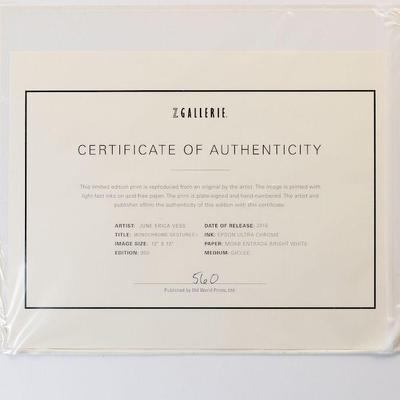 Z GALLERIE.
CERTIFICATE OF AUTHENTICITY
This limited edition print is reproduced from an original by the artist. The image is printed with
light-fast inks on acid-free paper. The print is plate-signed and hand-numbered. The artist and
publisher affirm the authenticity of this edition with this certificate.
ARTIST: JUNE ERICA VESS
TITLE: MONOCHROME GESTURE I
IMAGE SIZE: 12" X 12"
EDITION: 950
DATE OF RELEASE: 2016
INK: EPSON ULTRA CHROME
PAPER: MOAB ENTRADA BRIGHT WHITE
MEDIUM: GICLEE
560
Published by Old World Prints, Ltd.